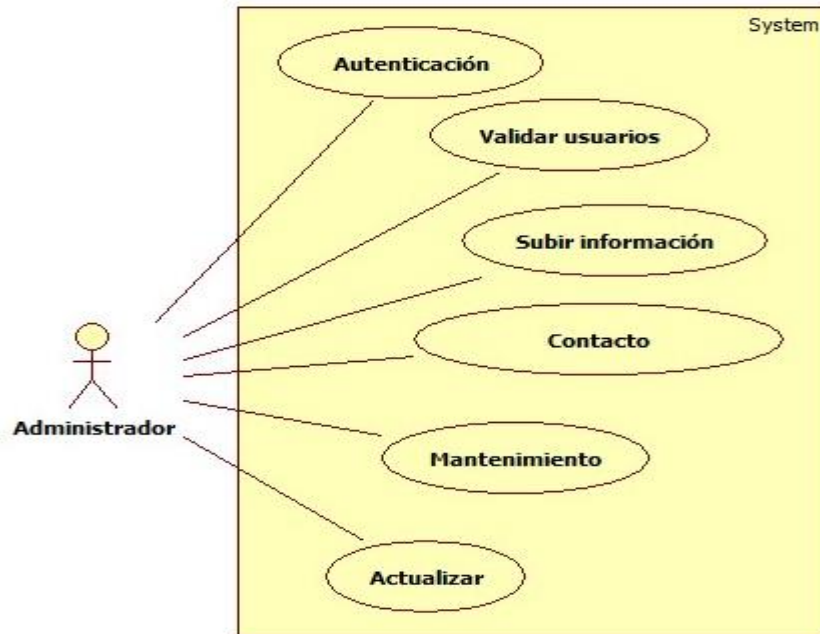 System
Autenticación
Validar usuarios
Subir información
Contacto
Administrador
Mantenimiento
Actualizar